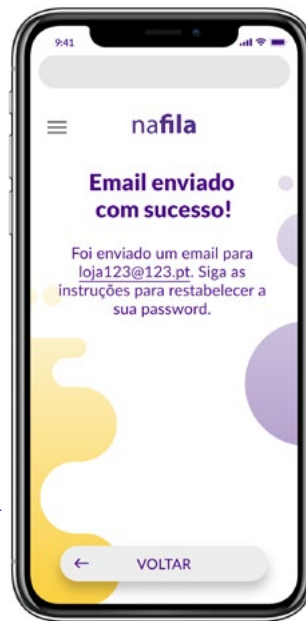 9:41
nafila
Email enviado
com sucesso!
Foi enviado um email para
loja123@123.pt. Siga as
instruções para restabelecer a
sua password.
← VOLTAR